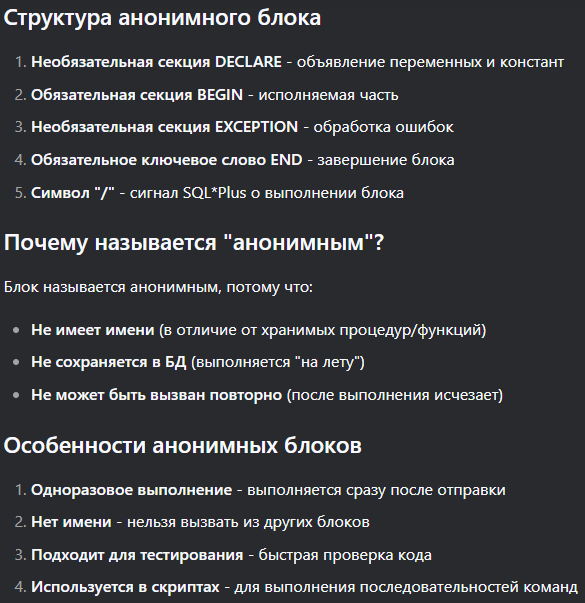 Структура анонимного блока
1. Необязательная секция DECLARE - объявление переменных и констант
2. Обязательная секция BEGIN - исполняемая часть
3. Необязательная секция EXCEPTION - обработка ошибок
4. Обязательное ключевое слово END - завершение блока
5. Символ "/" - сигнал SQL*Plus о выполнении блока
Почему называется "анонимным"?
Блок называется анонимным, потому что:
• Не имеет имени (в отличие от хранимых процедур/функций)
• Не сохраняется в БД (выполняется "на лету")
• Не может быть вызван повторно (после выполнения исчезает)
Особенности анонимных блоков
1. Одноразовое выполнение - выполняется сразу после отправки
2. Нет имени - нельзя вызвать из других блоков
3. Подходит для тестирования - быстрая проверка кода
4. Используется в скриптах - для выполнения последовательностей команд